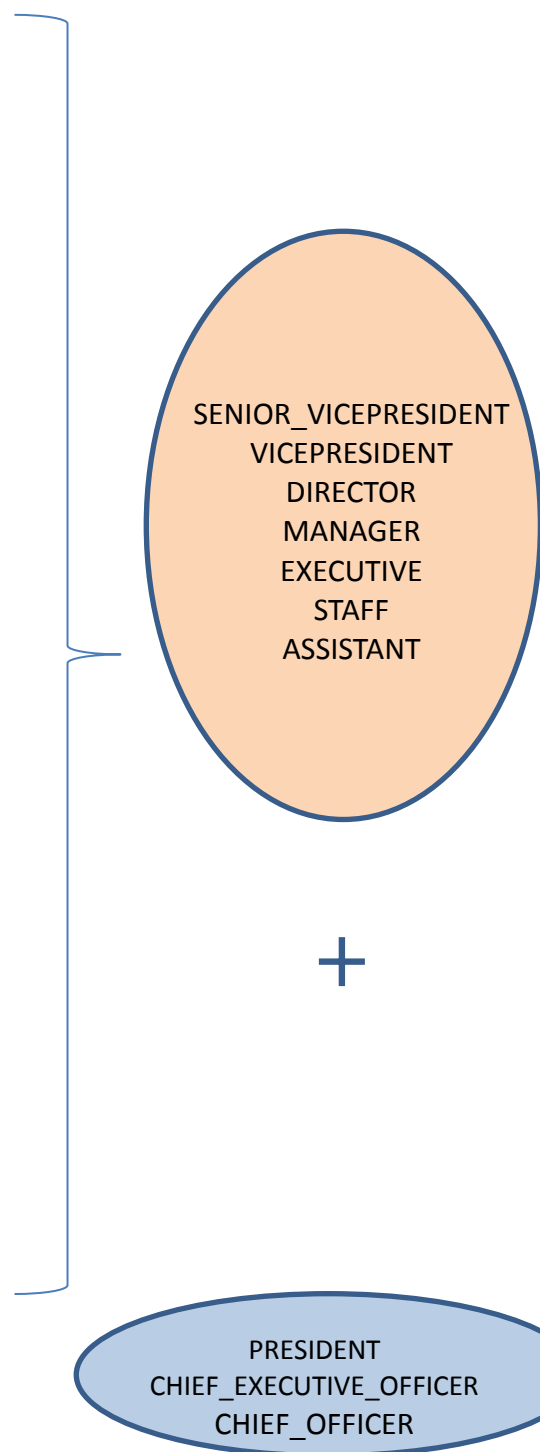 SENIOR_VICEPRESIDENT
VICEPRESIDENT
DIRECTOR
MANAGER
EXECUTIVE
STAFF
ASSISTANT
+
PRESIDENT
CHIEF_EXECUTIVE_OFFICER
CHIEF_OFFICER